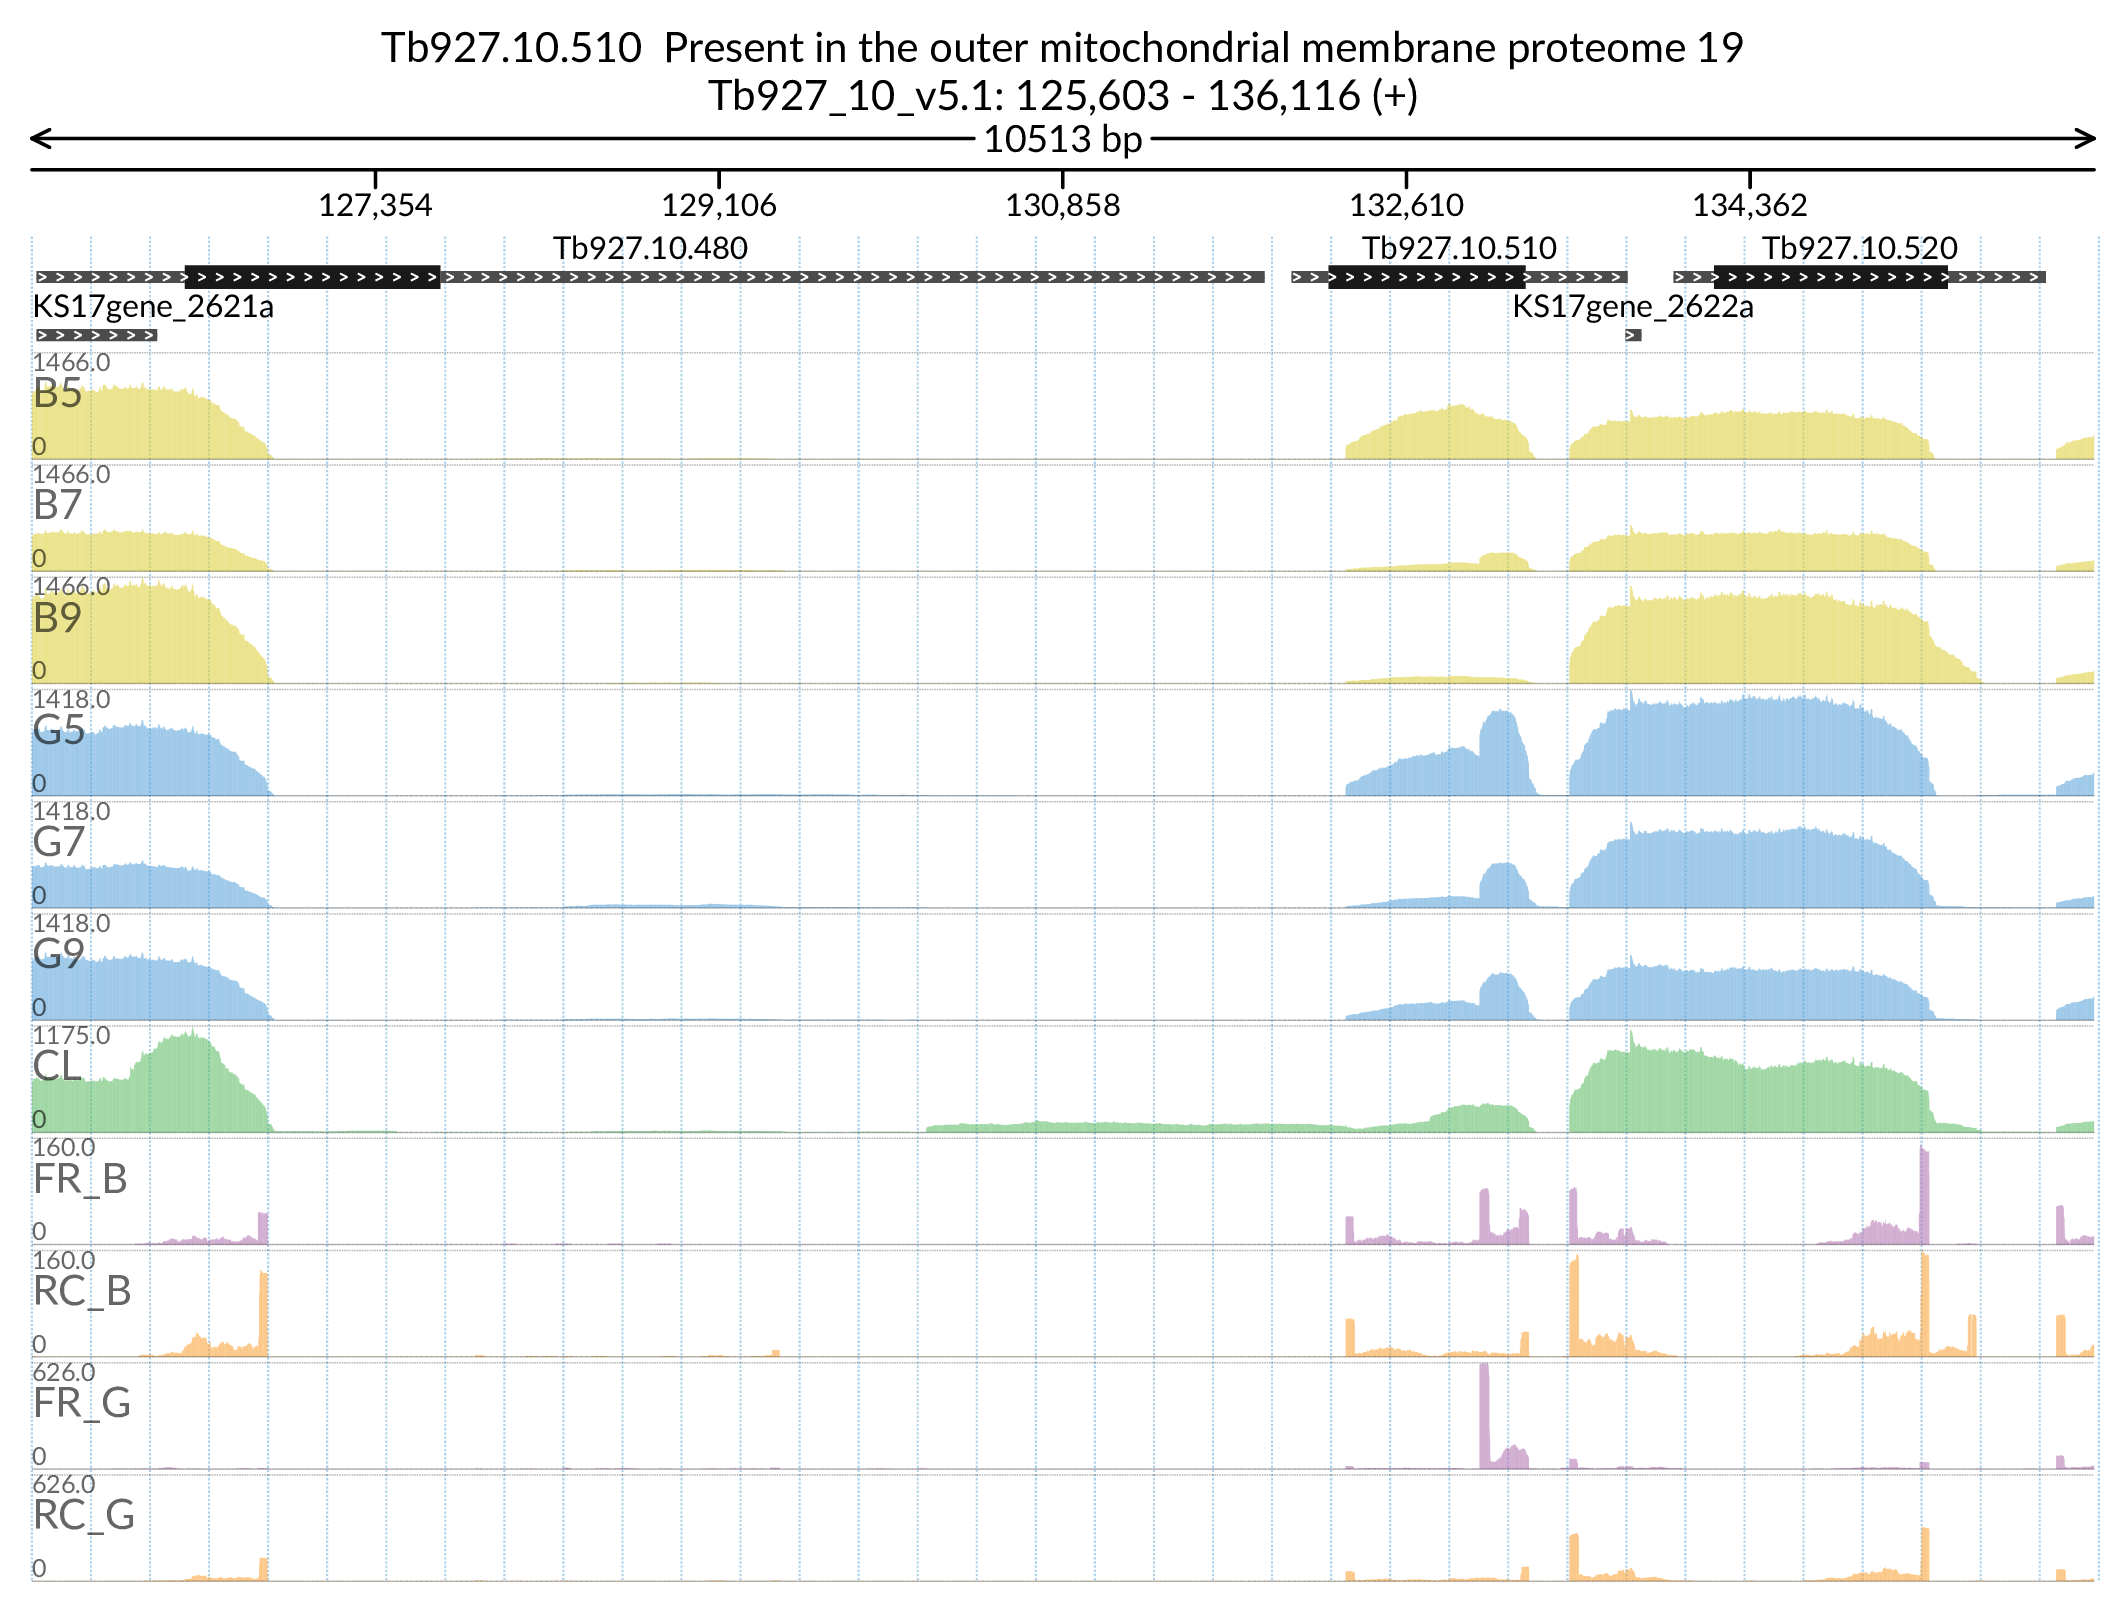 Tb927.10.510 Present in the outer mitochondrial membrane proteome 19
Tb927_10_v5.1: 125,603 - 136,116 (+)
10513 bp
127,354 129,106 130,858 132,610 134,362
Tb927.10.480 Tb927.10.510 Tb927.10.520
KS17gene_2621a KS17gene_2622a
1466.0
B5
0
1466.0
B7
0
1466.0
B9
0
1418.0
G5
0
1418.0
G7
0
1418.0
G9
0
1175.0
CL
0
160.0
FR_B
0
160.0
RC_B
0
626.0
FR_G
0
626.0
RC_G
0